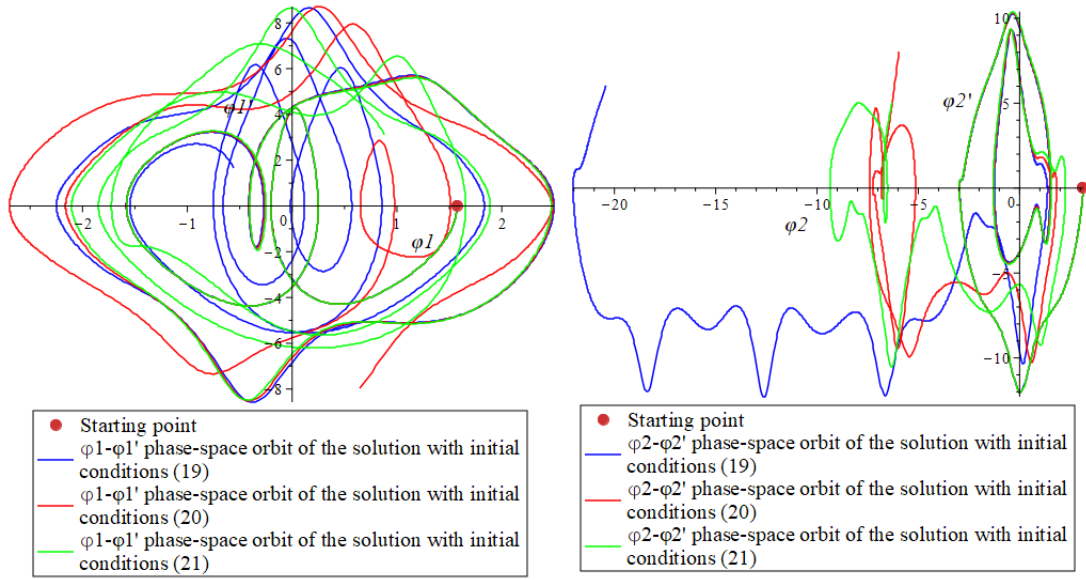 8
6
φ1'
4
2
−2
−1
0
1
2
φ1
−2
−4
−6
−8
10
5
φ2'
−20
−15
−10
−5
0
φ2
−5
−10
Starting point
φ1-φ1' phase-space orbit of the solution with initial
conditions (19)
φ1-φ1' phase-space orbit of the solution with initial
conditions (20)
φ1-φ1' phase-space orbit of the solution with initial
conditions (21)
Starting point
φ2-φ2' phase-space orbit of the solution with initial
conditions (19)
φ2-φ2' phase-space orbit of the solution with initial
conditions (20)
φ2-φ2' phase-space orbit of the solution with initial
conditions (21)